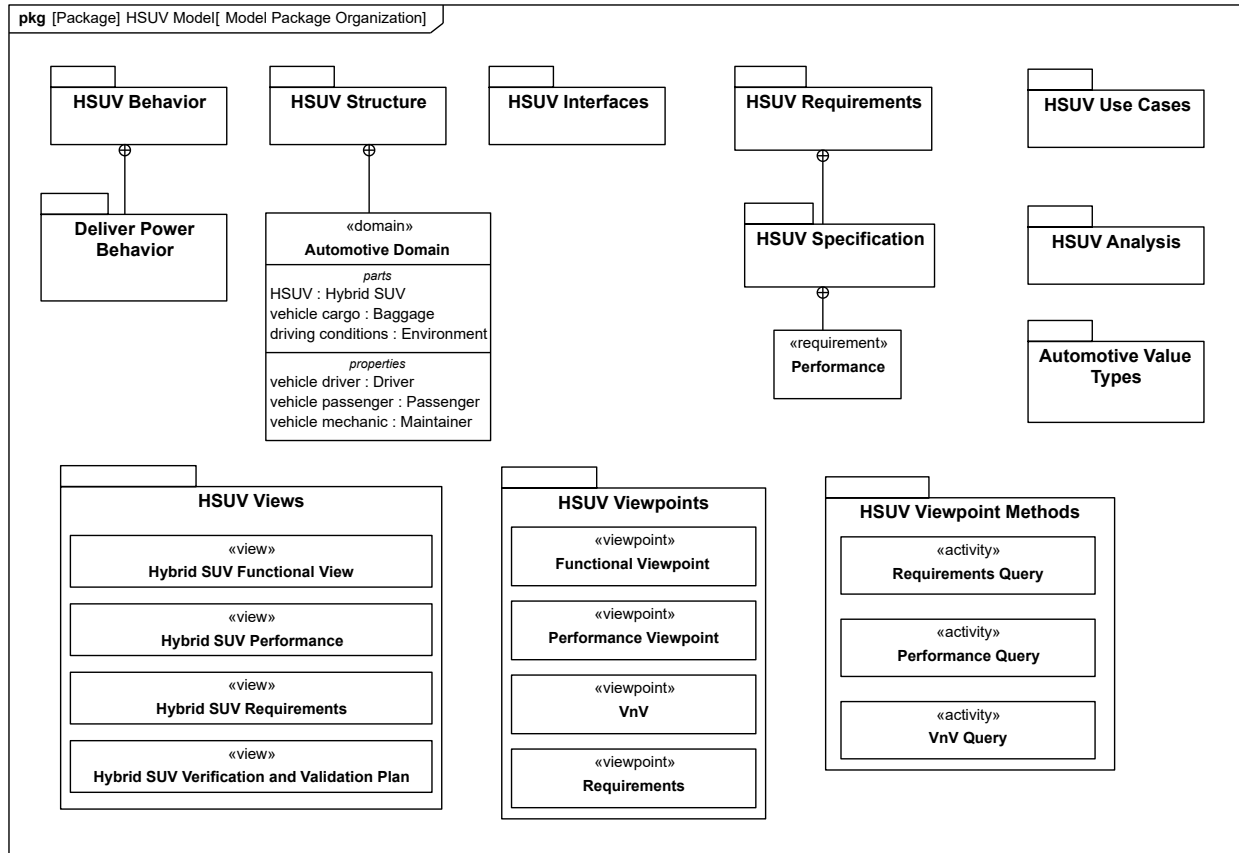 pkg [Package] HSUV Model[ Model Package Organization]
HSUV Behavior
HSUV Structure
HSUV Interfaces
HSUV Requirements
HSUV Use Cases
Deliver Power
Behavior
«domain»
Automotive Domain
parts
HSUV : Hybrid SUV
vehicle cargo : Baggage
driving conditions : Environment
properties
vehicle driver : Driver
vehicle passenger : Passenger
vehicle mechanic : Maintainer
HSUV Specification
«requirement»
Performance
HSUV Analysis
Automotive Value
Types
HSUV Views
«view»
Hybrid SUV Functional View
«view»
Hybrid SUV Performance
«view»
Hybrid SUV Requirements
«view»
Hybrid SUV Verification and Validation Plan
HSUV Viewpoints
«viewpoint»
Functional Viewpoint
«viewpoint»
Performance Viewpoint
«viewpoint»
VnV
«viewpoint»
Requirements
HSUV Viewpoint Methods
«activity»
Requirements Query
«activity»
Performance Query
«activity»
VnV Query